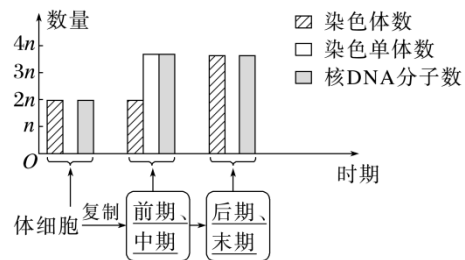 数量
4n
3n
2n
n
O
染色体数
染色单体数
核DNA分子数
时期
体细胞
复制
前期、
中期
后期、
末期